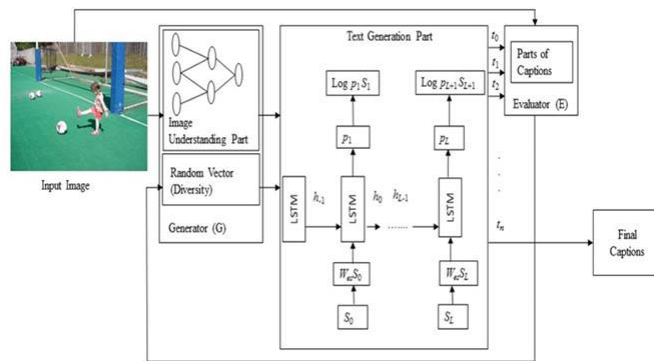 Text Generation Part
t0
t1
t2
Parts of
Captions
Evaluator (E)
Log p1S1
Log pL+1SL+1
Image
Understanding Part
p1
pL
Input Image
Random Vector
(Diversity)
Generator (G)
LSTM
h-1
LSTM
h0
hL-1
........
LSTM
tn
Final
Captions
WezS0
WezSL
S0
SL